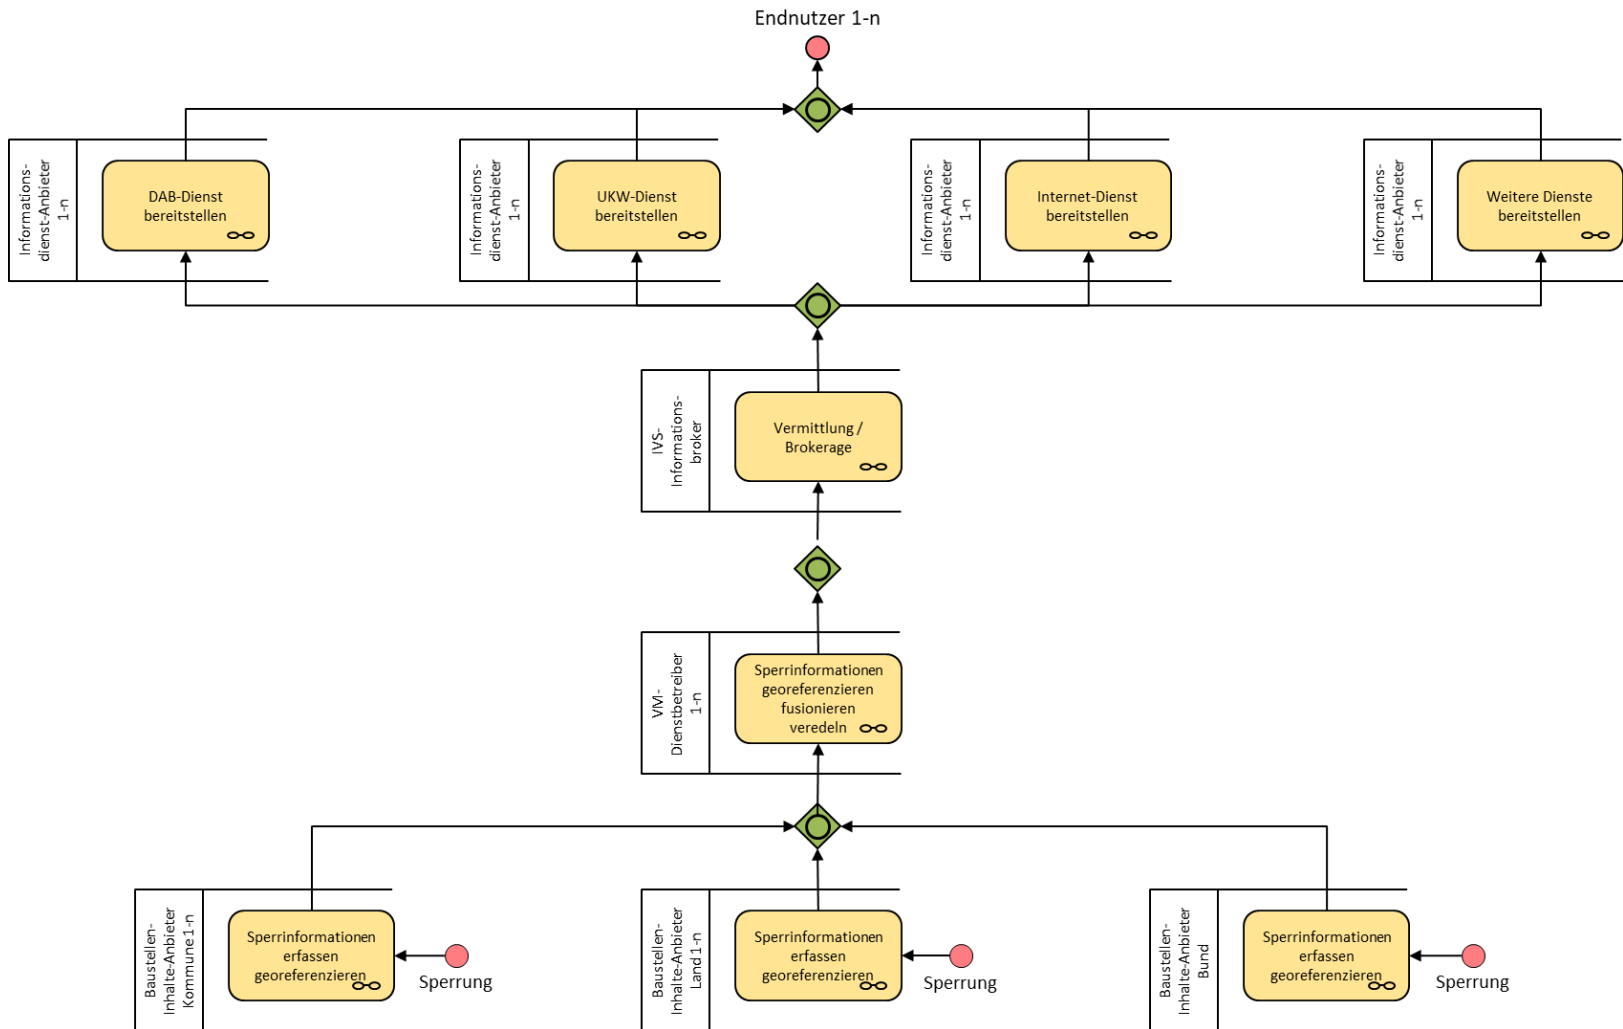 Endnutzer 1-n
Informations-
dienst-Anbieter
1-n
DAB-Dienst
bereitstellen
Informations-
dienst-Anbieter
1-n
UKW-Dienst
bereitstellen
Informations-
dienst-Anbieter
1-n
Internet-Dienst
bereitstellen
Informations-
dienst-Anbieter
1-n
Weitere Dienste
bereitstellen
IVS-
Informations-
broker
Vermittlung /
Brokerage
VM-
Dienstbetreiber
1-n
Sperrinformationen
georeferenzieren
fusionieren
veredeln
Baustellen-
Inhalte-Anbieter
Kommune 1-n
Sperrinformationen
erfassen
georeferenzieren
Sperrung
Baustellen-
Inhalte-Anbieter
Land 1-n
Sperrinformationen
erfassen
georeferenzieren
Sperrung
Baustellen-
Inhalte-Anbieter
Bund
Sperrinformationen
erfassen
georeferenzieren
Sperrung